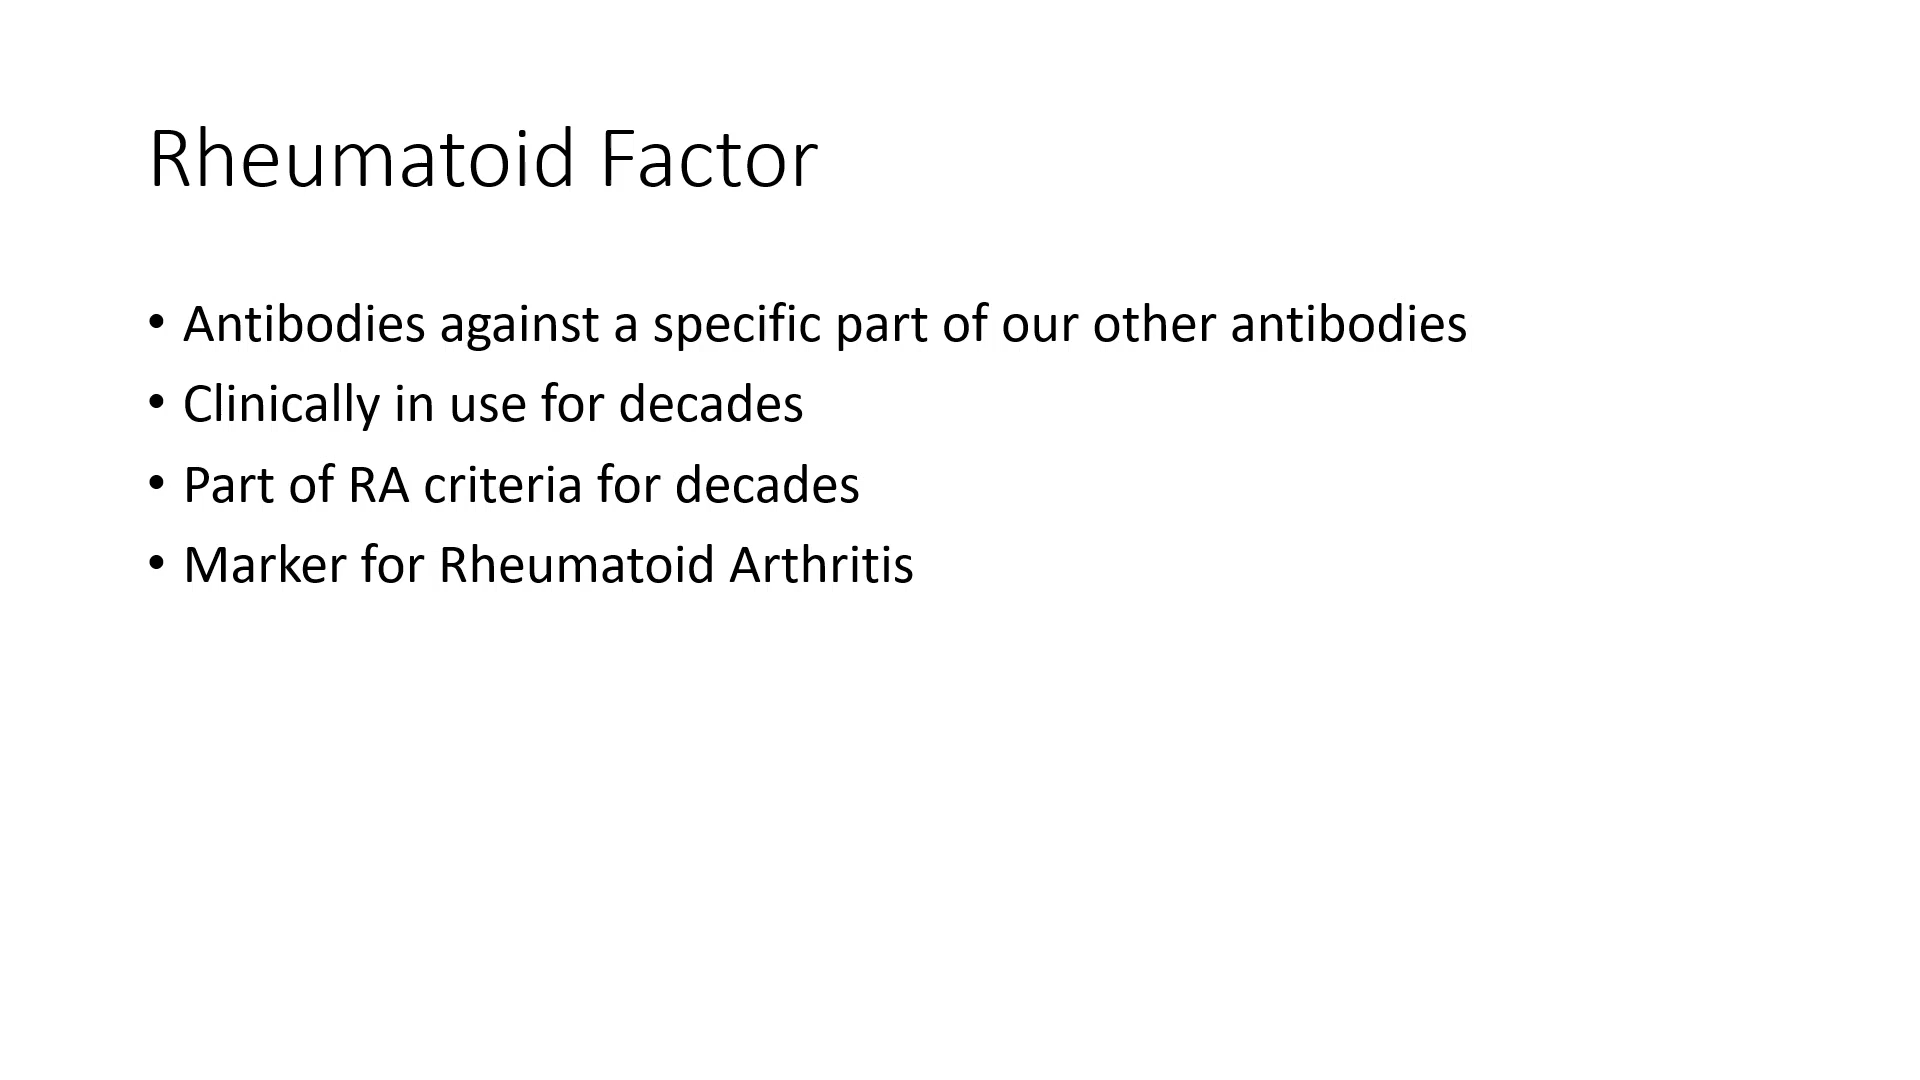 Rheumatoid Factor
• Antibodies against a specific part of our other antibodies
• Clinically in use for decades
• Part of RA criteria for decades
• Marker for Rheumatoid Arthritis